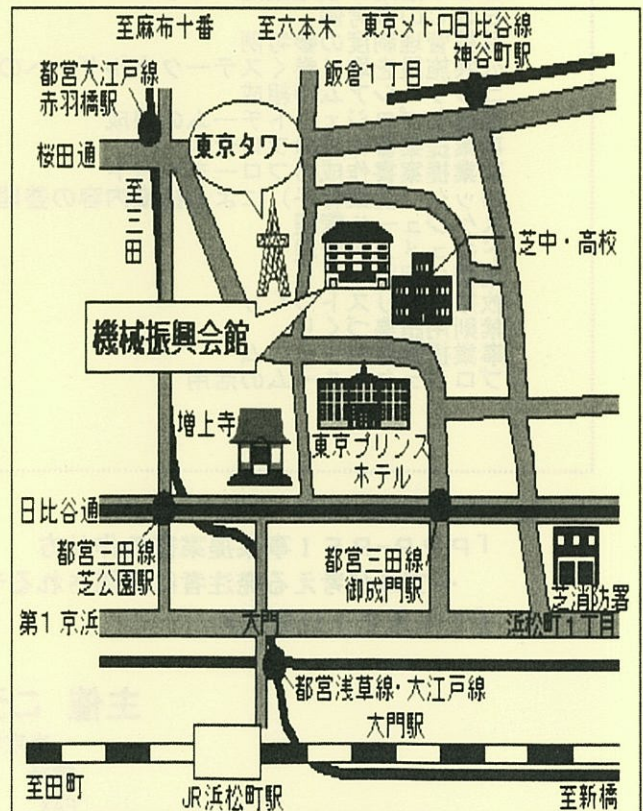 至麻布十番
至六本木
東京メトロ日比谷線
神谷町駅
飯倉1丁目
都営大江戸線
赤羽橋駅
桜田通
東京タワー
至三田
芝中・高校
機械振興会館
増上寺
東京プリンス
ホテル
日比谷通
都営三田線
芝公園駅
都営三田線
御成門駅
芝消防署
第1京浜
大門
浜松町1丁目
都営浅草線・大江戸線
大門駅
至田町
JR浜松町駅
至新橋